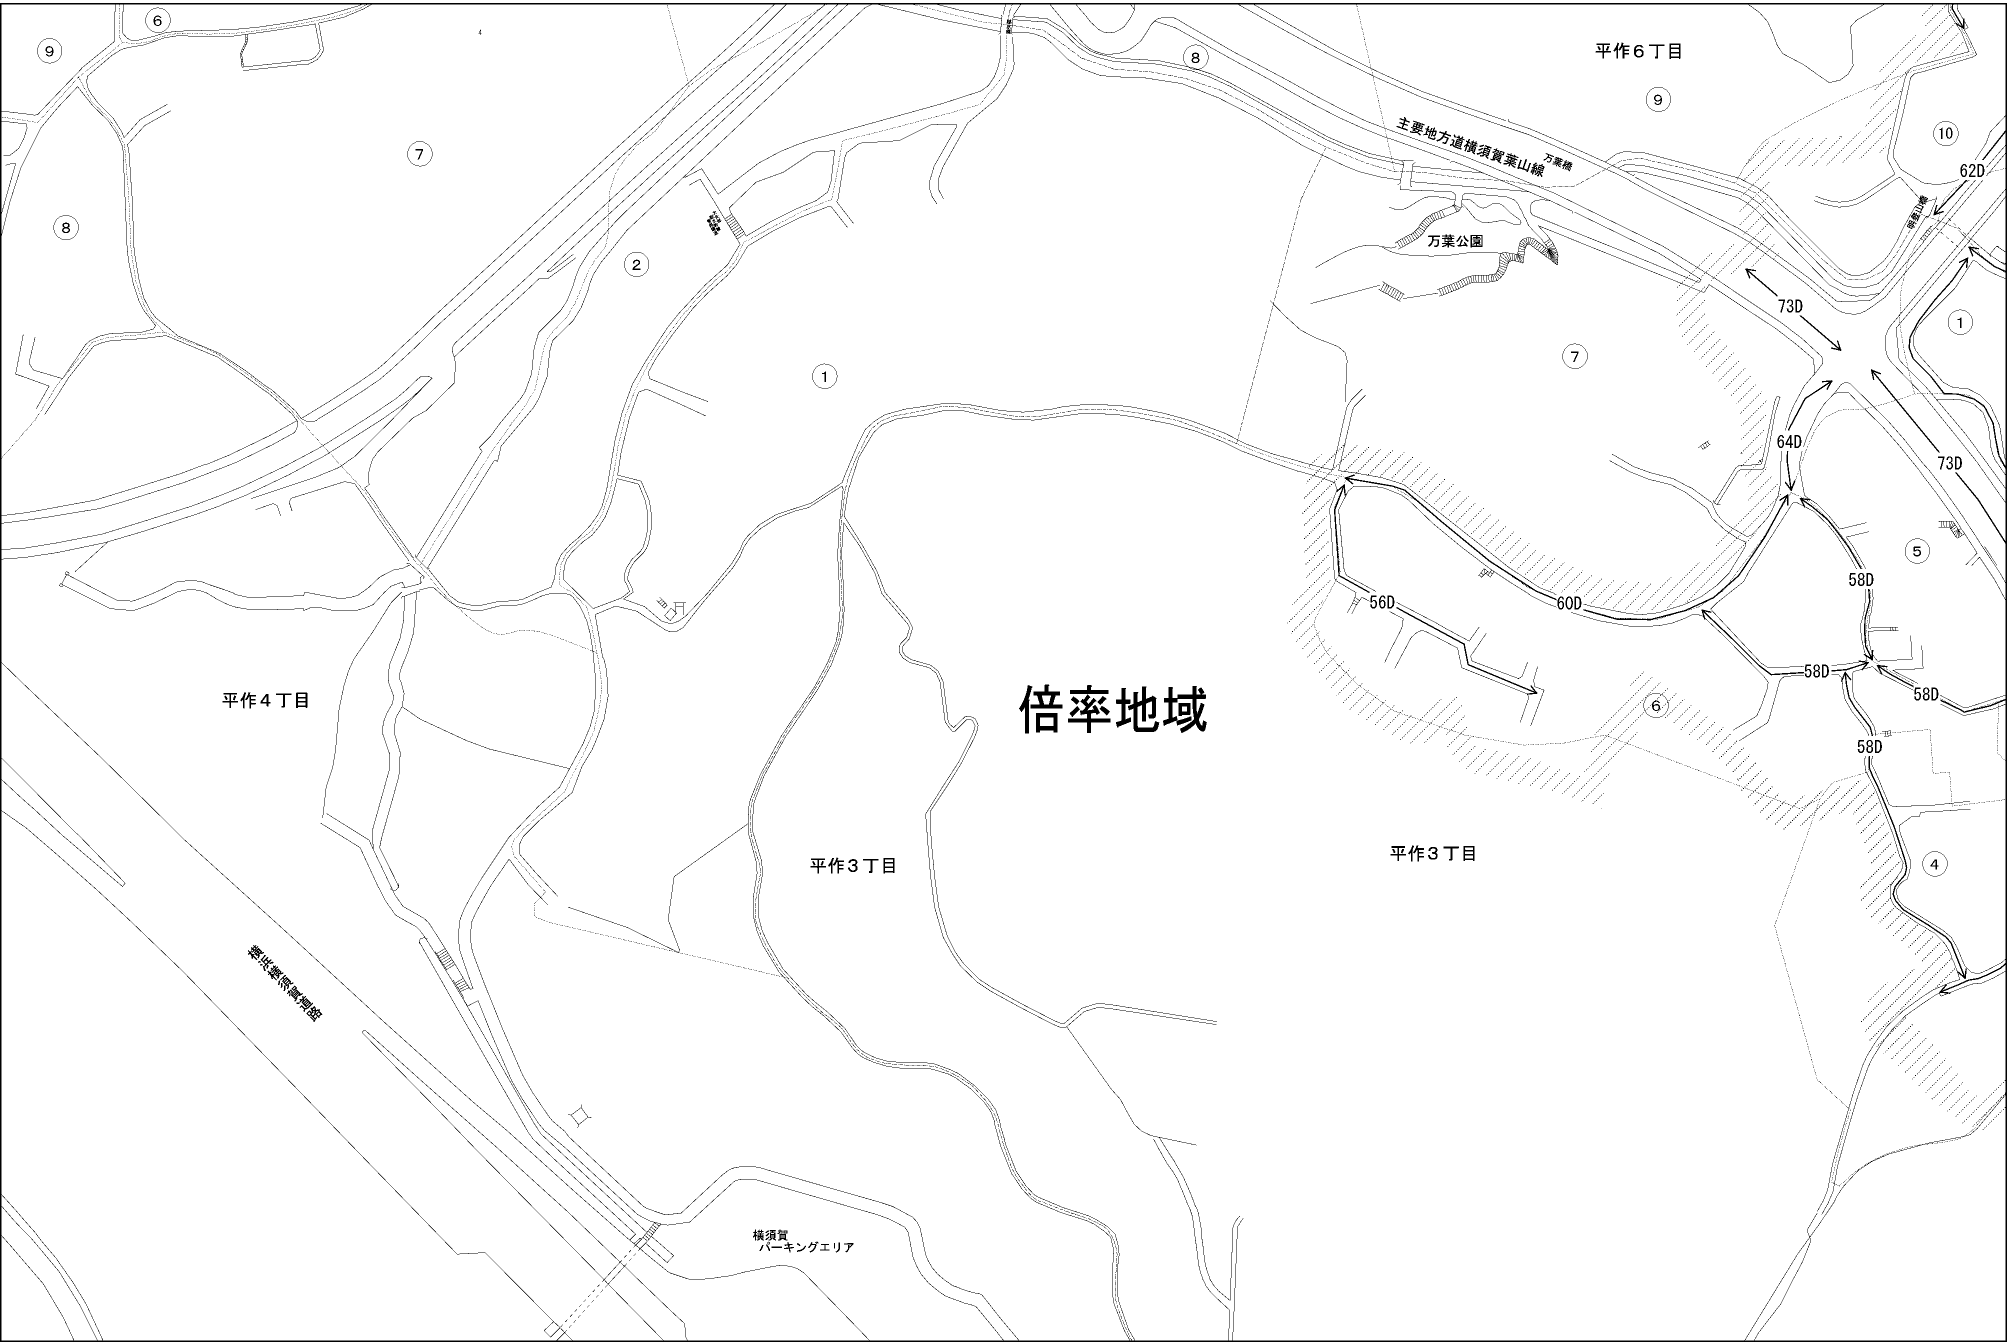 ⑥
⑨
4
⑧
平作６丁目
⑨
⑦
主要地方道横須賀葉山線
万葉橋
⑩
62D
⑧
②
万葉公園
73D
①
①
⑦
64D
73D
⑤
58D
56D
60D
58D
58D
平作４丁目
倍率地域
⑥
58D
平作３丁目
平作３丁目
④
横浜横須賀道路
横須賀
パーキングエリア